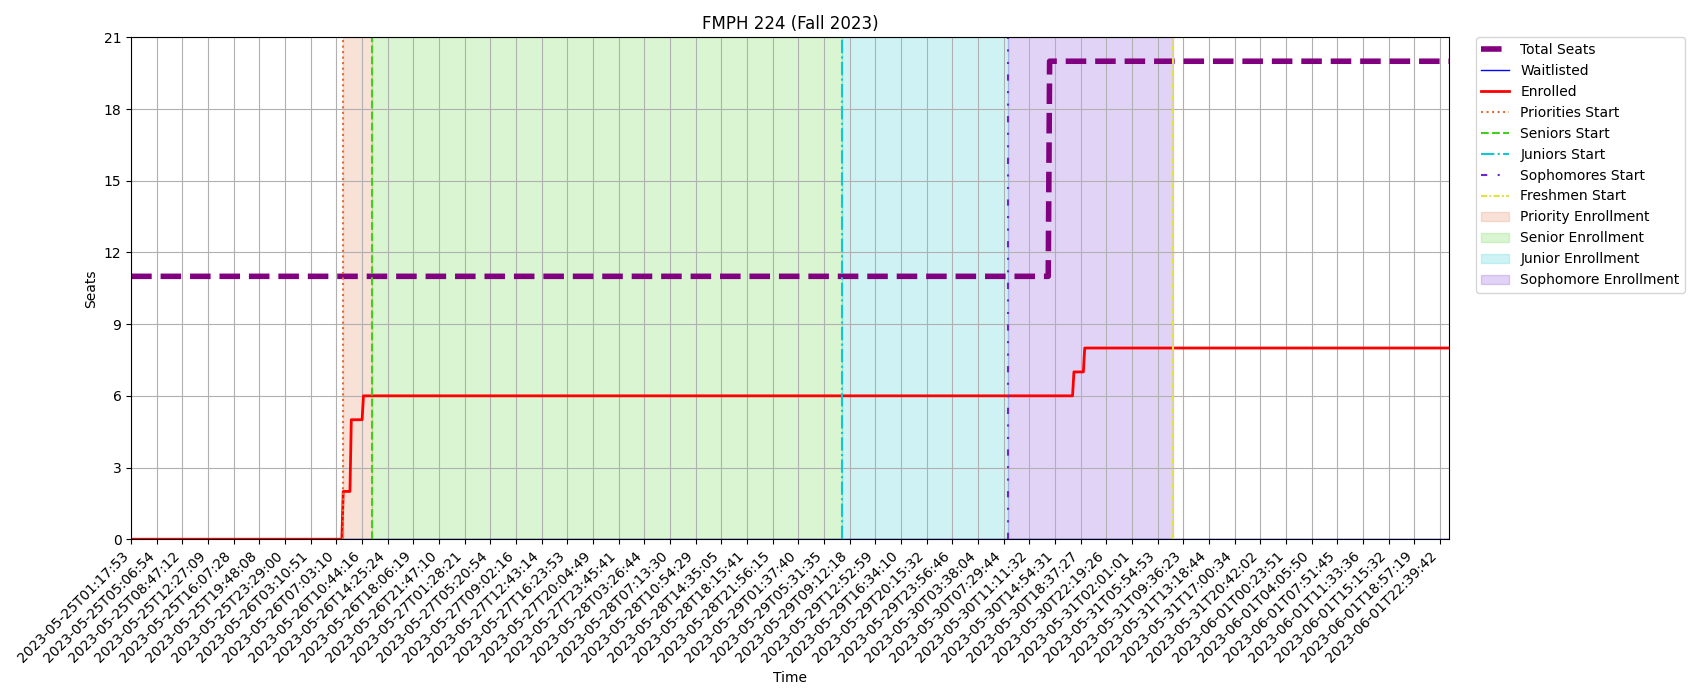 FMPH 224 (Fall 2023)
21
18
15
12
9
6
3
0
Seats
2023-05-25T01:17:53
2023-05-25T05:06:54
2023-05-25T08:47:12
2023-05-25T12:27:09
2023-05-25T16:07:28
2023-05-25T19:48:08
2023-05-25T23:29:00
2023-05-26T03:10:51
2023-05-26T07:03:10
2023-05-26T10:44:16
2023-05-26T14:25:24
2023-05-26T18:06:19
2023-05-26T21:47:10
2023-05-27T01:28:21
2023-05-27T05:20:54
2023-05-27T09:02:16
2023-05-27T12:43:14
2023-05-27T16:23:53
2023-05-27T20:04:49
2023-05-27T23:45:41
2023-05-28T03:26:44
2023-05-28T07:13:30
2023-05-28T10:54:29
2023-05-28T14:35:05
2023-05-28T18:15:41
2023-05-28T21:56:15
2023-05-29T01:37:40
2023-05-29T05:31:35
2023-05-29T09:12:18
2023-05-29T12:52:59
2023-05-29T16:34:10
2023-05-29T20:15:32
2023-05-29T23:56:46
2023-05-30T03:38:04
2023-05-30T07:29:44
2023-05-30T11:11:32
2023-05-30T14:54:31
2023-05-30T18:37:27
2023-05-30T22:19:26
2023-05-31T02:01:01
2023-05-31T05:54:53
2023-05-31T09:36:23
2023-05-31T13:18:44
2023-05-31T17:00:34
2023-05-31T20:42:02
2023-06-01T00:23:51
2023-06-01T04:05:50
2023-06-01T07:51:45
2023-06-01T11:33:36
2023-06-01T15:15:32
2023-06-01T18:57:19
2023-06-01T22:39:42
Time
Total Seats
Waitlisted
Enrolled
Priorities Start
Seniors Start
Juniors Start
Sophomores Start
Freshmen Start
Priority Enrollment
Senior Enrollment
Junior Enrollment
Sophomore Enrollment